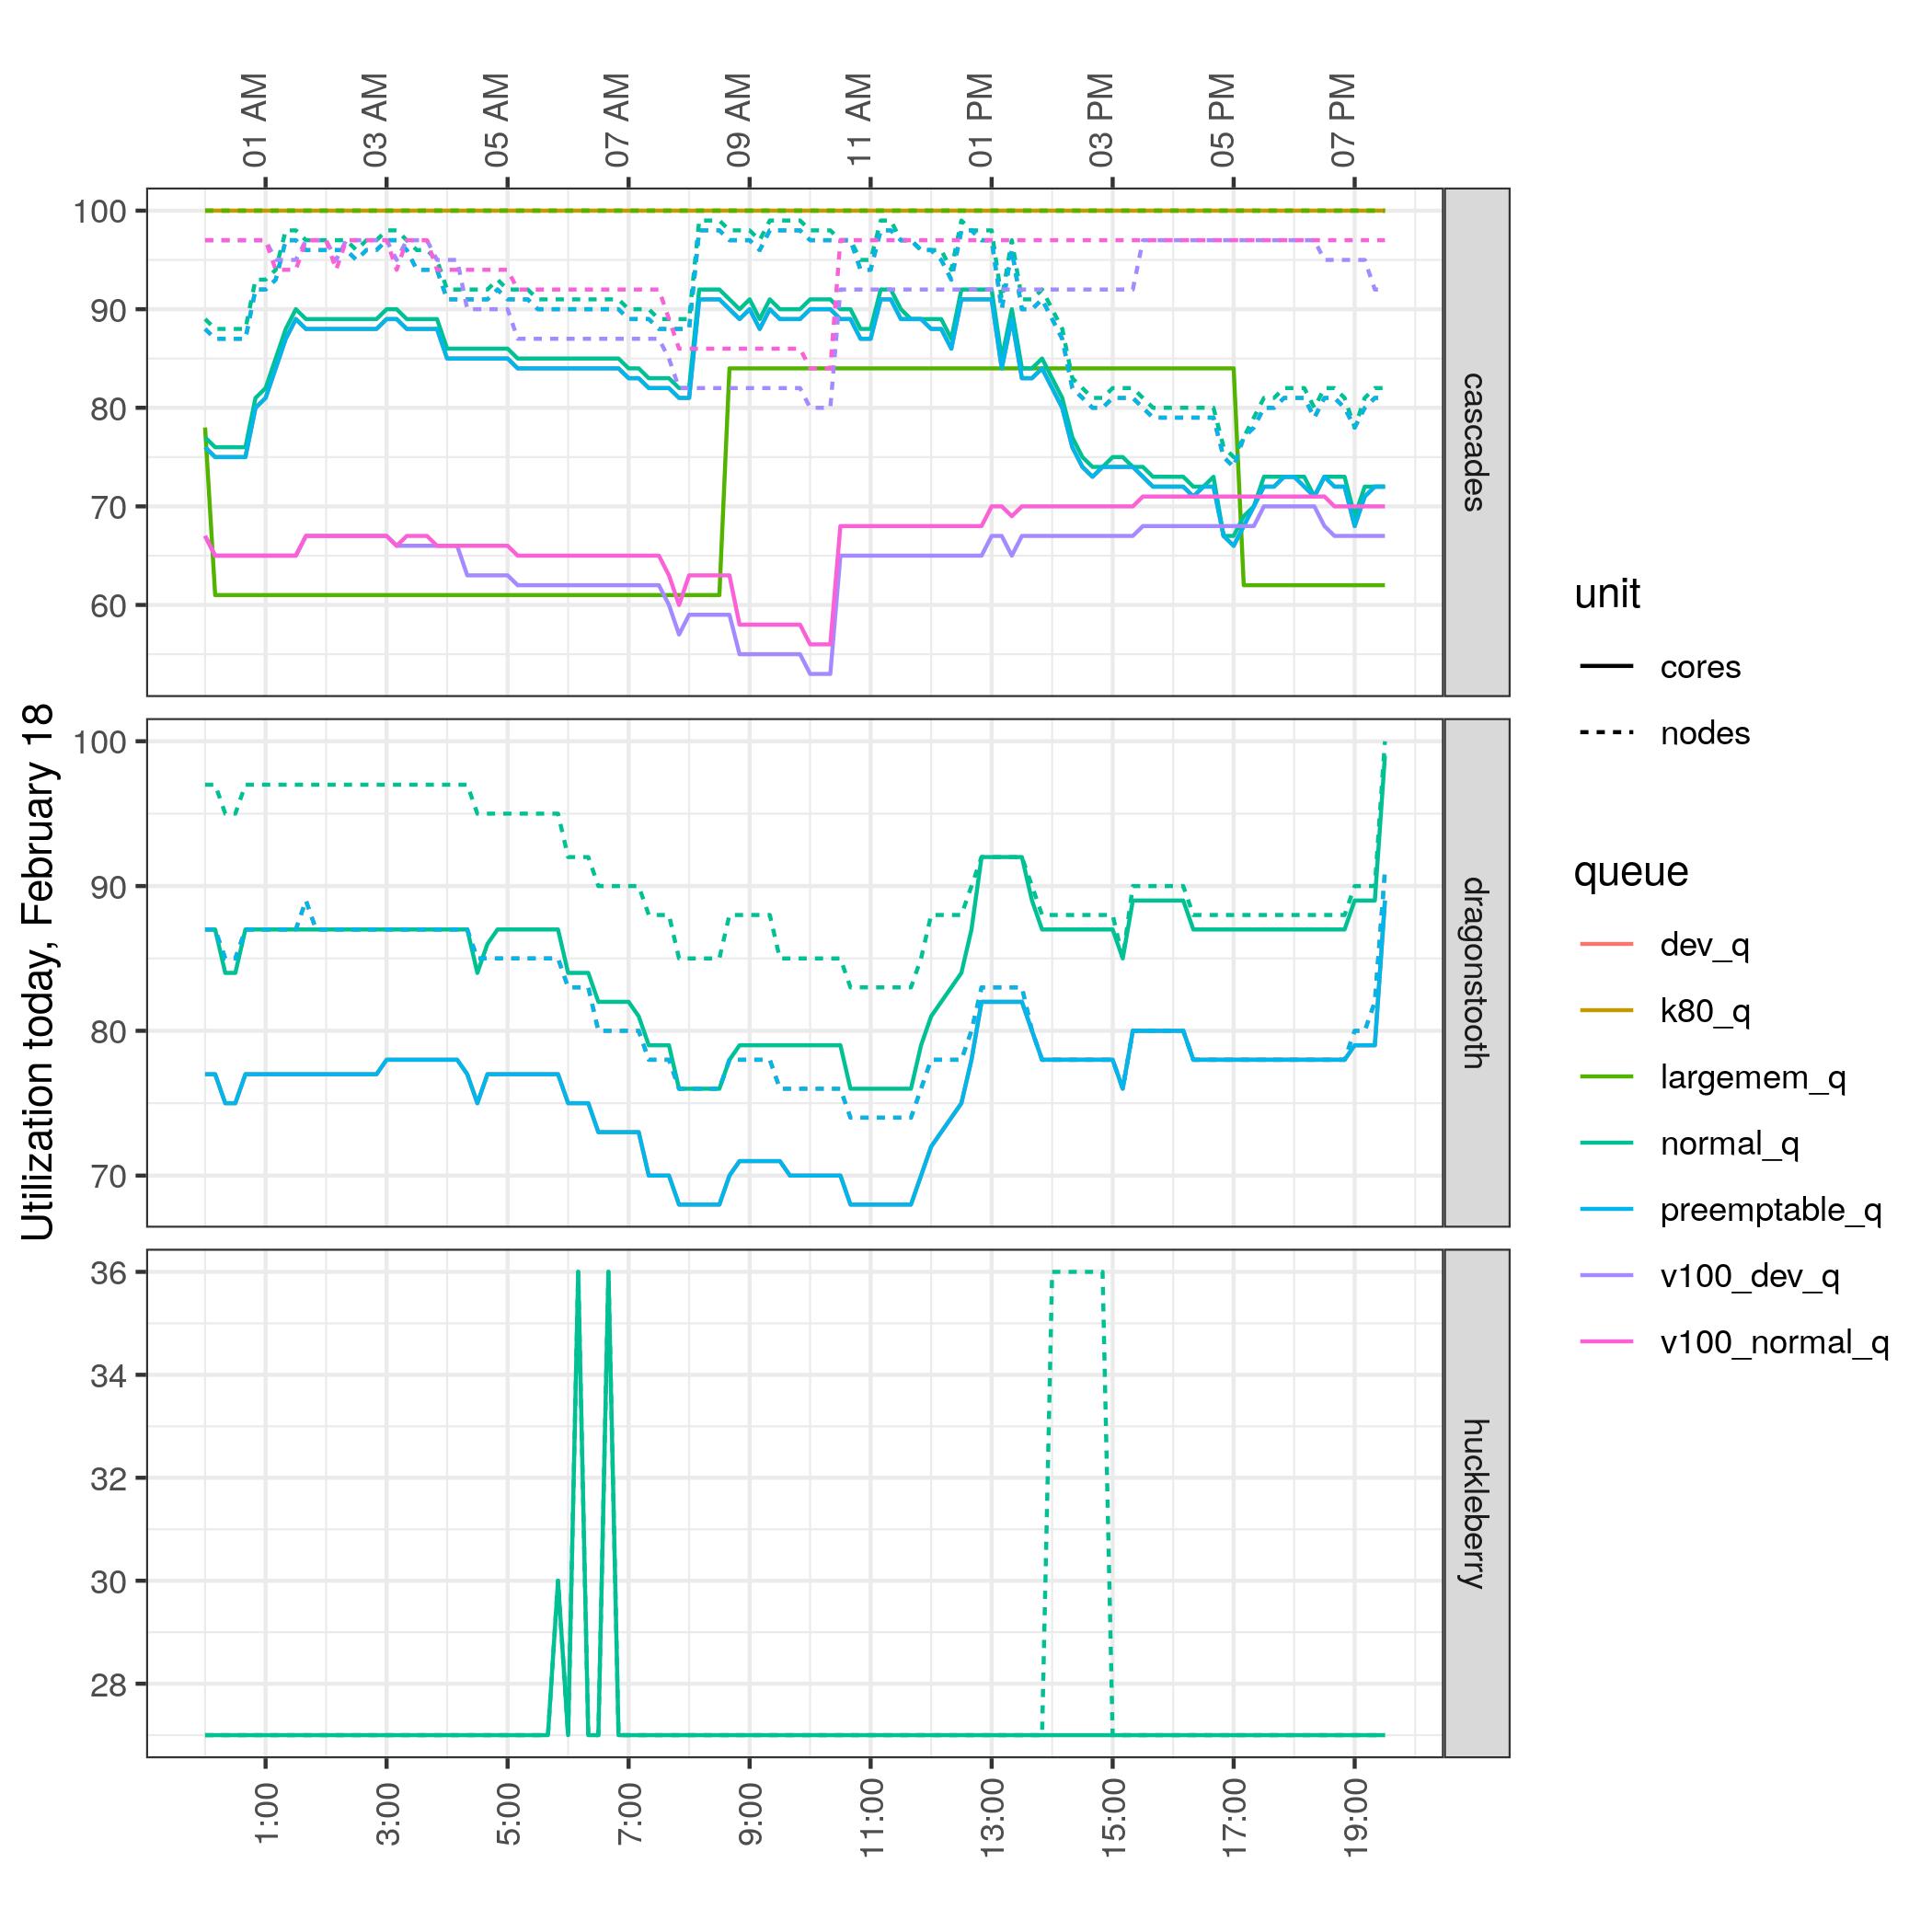 01 AM
03 AM
05 AM
07 AM
09 AM
11 AM
01 PM
03 PM
05 PM
07 PM
Utilization today, February 18
100
90
80
70
60
cascades
100
90
80
70
dragonstooth
36
34
32
30
28
huckleberry
1:00
3:00
5:00
7:00
9:00
11:00
13:00
15:00
17:00
19:00
unit
cores
nodes
queue
dev_q
k80_q
largemem_q
normal_q
preemptable_q
v100_dev_q
v100_normal_q